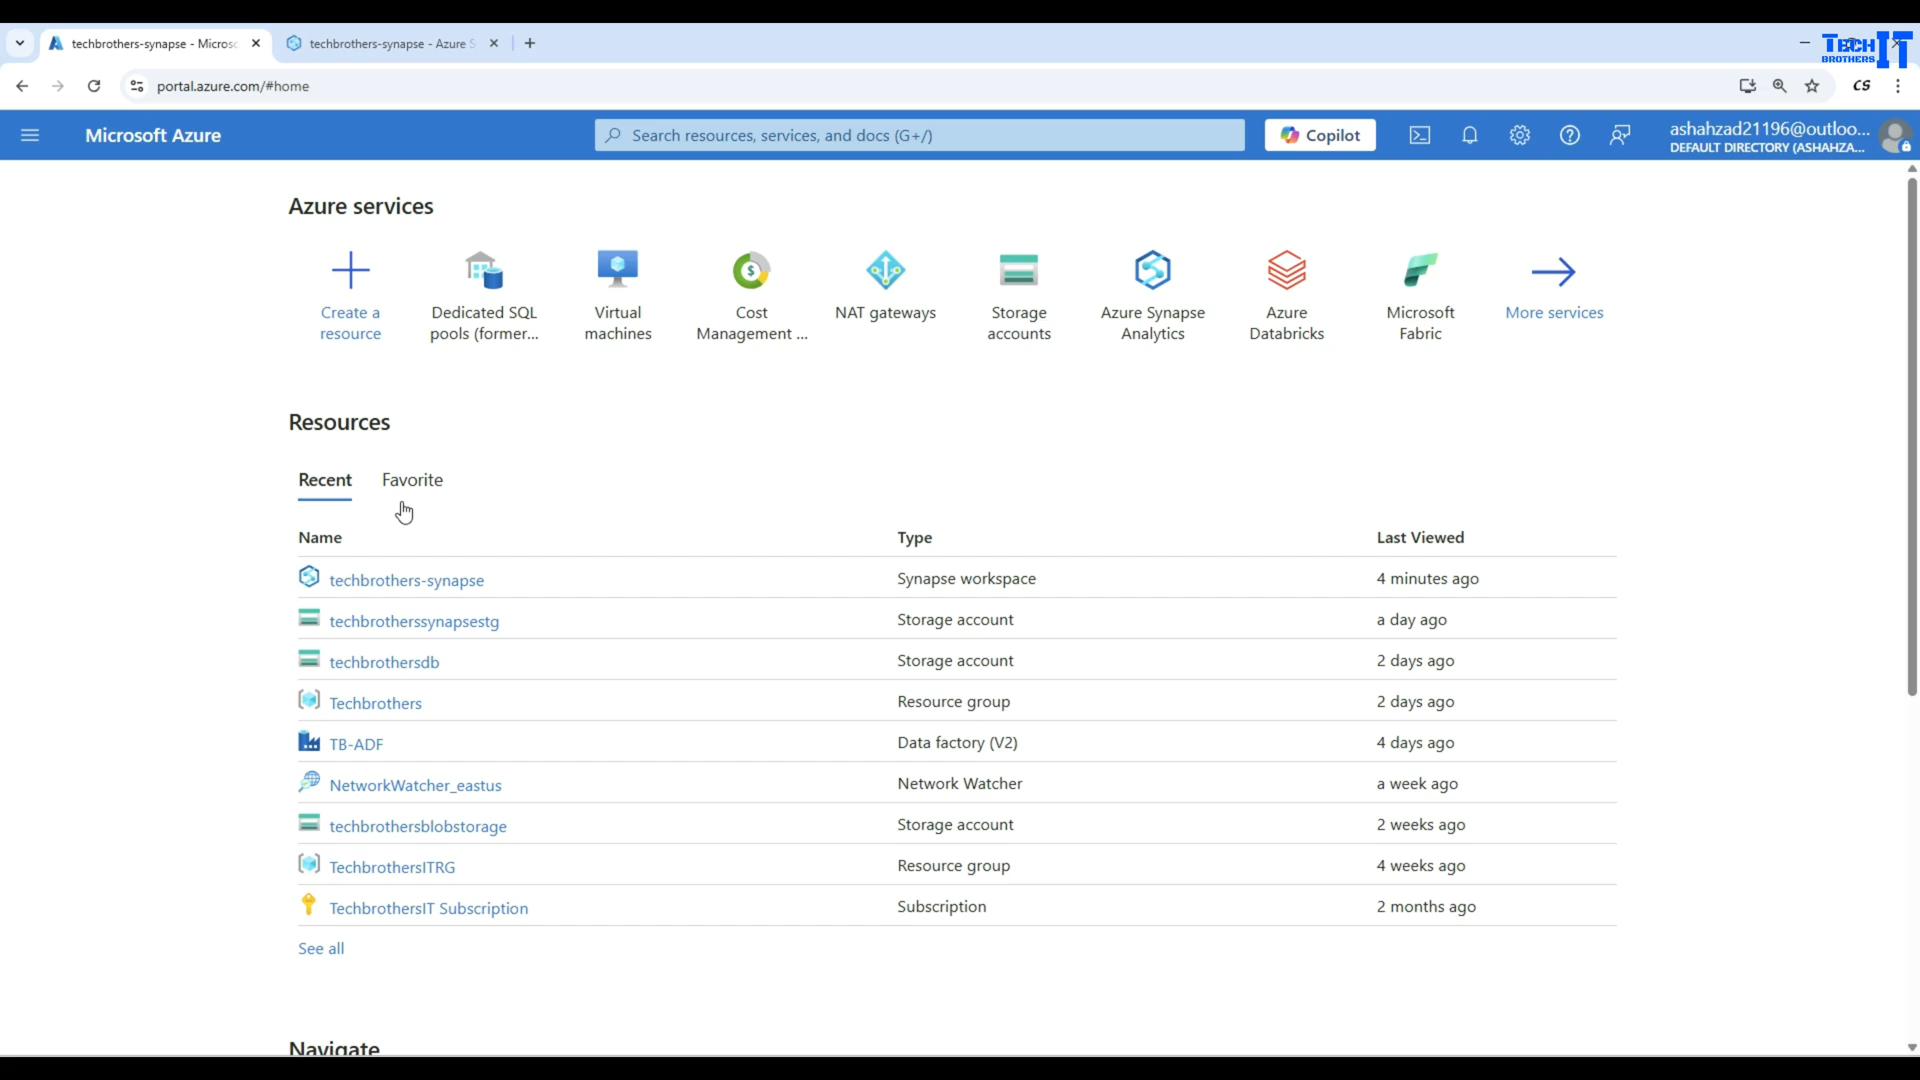 techbrothers-synapse - Microsc
techbrothers-synapse - Azure S
TECH IT
BROTHERS
portal.azure.com/#home
CS
Microsoft Azure
Search resources, services, and docs (G+/)
Copilot
ashahzad21196@outloo...
DEFAULT DIRECTORY (ASHAHZA...
Azure services
Create a
resource
Dedicated SQL
pools (former...
Virtual
machines
Cost
Management ...
NAT gateways
Storage
accounts
Azure Synapse
Analytics
Azure
Databricks
Microsoft
Fabric
More services
Resources
Recent Favorite
Name Type Last Viewed
techbrothers-synapse Synapse workspace 4 minutes ago
techbrotherssynapsestg Storage account a day ago
techbrothersdb Storage account 2 days ago
Techbrothers Resource group 2 days ago
TB-ADF Data factory (V2) 4 days ago
NetworkWatcher_eastus Network Watcher a week ago
techbrothersblobstorage Storage account 2 weeks ago
TechbrothersITRG Resource group 4 weeks ago
TechbrothersIT Subscription Subscription 2 months ago
See all
Navigate